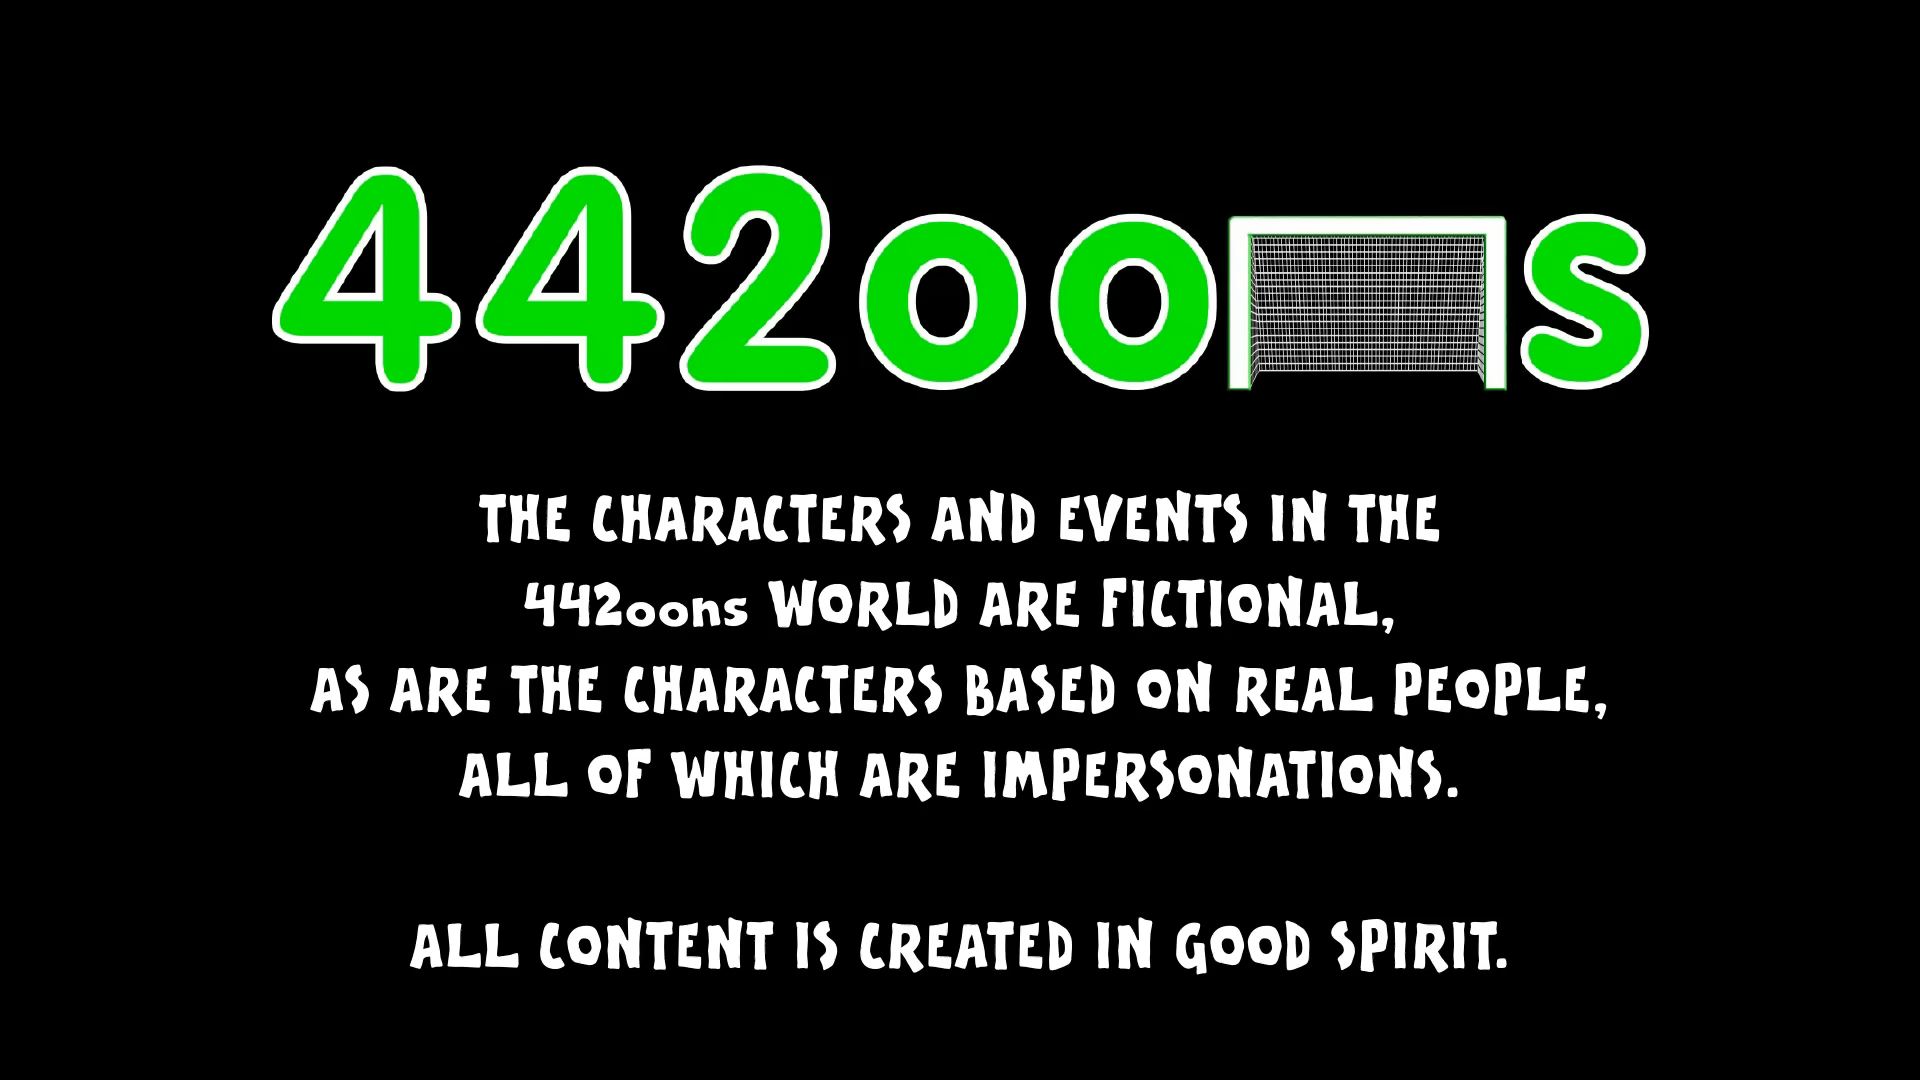 442oons
THE CHARACTERS AND EVENTS IN THE
442oons WORLD ARE FICTIONAL,
AS ARE THE CHARACTERS BASED ON REAL PEOPLE,
ALL OF WHICH ARE IMPERSONATIONS.
ALL CONTENT IS CREATED IN GOOD SPIRIT.